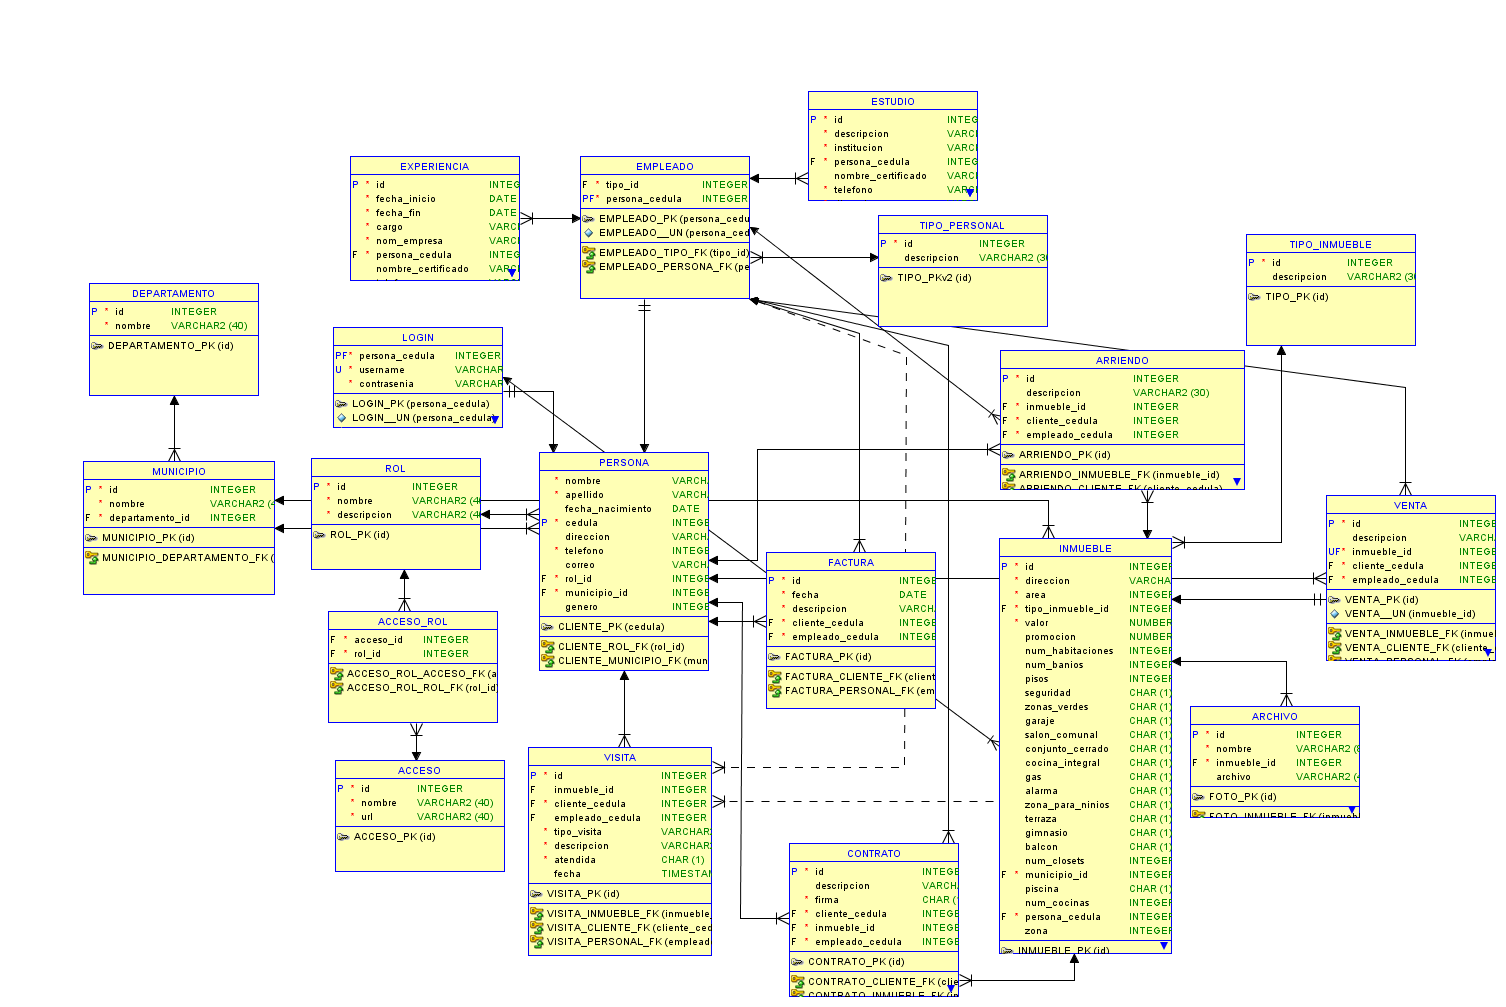 ESTUDIO
P * id INTEG
* descripcion VARC
* institucion VARC
F * persona_cedula INTEG
nombre_certificado VARC
* telefono VAR
EXPERIENCIA
P * id INTEG
* fecha_inicio DATE
* fecha_fin DATE
* cargo VARC
* nom_empresa VARC
F * persona_cedula INTEG
nombre_certificado VARC
EMPLEADO
F * tipo_id INTEGER
PF* persona_cedula INTEGER
EMPLEADO_PK (persona_cedu
EMPLEADO__UN (persona_ced
EMPLEADO_TIPO_FK (tipo_id)
EMPLEADO_PERSONA_FK (pe
TIPO_PERSONAL
P * id INTEGER
descripcion VARCHAR2 (30
TIPO_PKv2 (id)
TIPO_INMUEBLE
P * id INTEGER
descripcion VARCHAR2 (30
TIPO_PK (id)
DEPARTAMENTO
P * id INTEGER
* nombre VARCHAR2 (40)
DEPARTAMENTO_PK (id)
LOGIN
PF* persona_cedula INTEGER
U * username VARCHAR
* contrasenia VARCHAR
LOGIN_PK (persona_cedula)
LOGIN__UN (persona_cedula)
ARRIENDO
P * id INTEGER
descripcion VARCHAR2 (30)
F * inmueble_id INTEGER
F * cliente_cedula INTEGER
F * empleado_cedula INTEGER
ARRIENDO_PK (id)
ARRIENDO_INMUEBLE_FK (inmueble_id)
ARRIENDO_CLIENTE_FK (cliente_cedula)
MUNICIPIO
P * id INTEGER
* nombre VARCHAR2 (4
F * departamento_id INTEGER
MUNICIPIO_PK (id)
MUNICIPIO_DEPARTAMENTO_FK (
ROL
P * id INTEGER
* nombre VARCHAR2 (4
* descripcion VARCHAR2 (4
ROL_PK (id)
PERSONA
* nombre VARCH
* apellido VARCH
fecha_nacimiento DATE
P * cedula INTEGE
direccion VARCH
* telefono INTEGE
correo VARCH
F * rol_id INTEGE
F * municipio_id INTEGE
genero INTEGE
CLIENTE_PK (cedula)
CLIENTE_ROL_FK (rol_id)
CLIENTE_MUNICIPIO_FK (mun
VENTA
P * id INTEGE
descripcion VARCH
UF* inmueble_id INTEGE
F * cliente_cedula INTEGE
F * empleado_cedula INTEGE
VENTA_PK (id)
VENTA__UN (inmueble_id)
VENTA_INMUEBLE_FK (inmue
VENTA_CLIENTE_FK (cliente_
VENTA_PERSONAL_FK
FACTURA
P * id INTEGE
* fecha DATE
* descripcion VARCH
F * cliente_cedula INTEGE
F * empleado_cedula INTEGE
FACTURA_PK (id)
FACTURA_CLIENTE_FK (client
FACTURA_PERSONAL_FK (em
INMUEBLE
P * id INTEGER
* direccion VARCHA
* area INTEGER
F * tipo_inmueble_id INTEGER
* valor NUMBER
promocion NUMBER
num_habitaciones INTEGER
num_banios INTEGER
pisos INTEGER
seguridad CHAR (1)
zonas_verdes CHAR (1)
garaje CHAR (1)
salon_comunal CHAR (1)
conjunto_cerrado CHAR (1)
cocina_integral CHAR (1)
gas CHAR (1)
alarma CHAR (1)
zona_para_ninios CHAR (1)
terraza CHAR (1)
gimnasio CHAR (1)
balcon CHAR (1)
num_closets INTEGER
F * municipio_id INTEGER
piscina CHAR (1)
num_cocinas INTEGER
F * persona_cedula INTEGER
zona INTEGER
INMUEBLE_PK (id)
ACCESO_ROL
F * acceso_id INTEGER
F * rol_id INTEGER
ACCESO_ROL_ACCESO_FK (a
ACCESO_ROL_ROL_FK (rol_id)
ARCHIVO
P * id INTEGER
* nombre VARCHAR2 (8
F * inmueble_id INTEGER
archivo VARCHAR2 (4
FOTO_PK (id)
FOTO_INMUEBLE_FK (inmueb
ACCESO
P * id INTEGER
* nombre VARCHAR2 (40)
* url VARCHAR2 (40)
ACCESO_PK (id)
VISITA
P * id INTEGER
F inmueble_id INTEGER
F * cliente_cedula INTEGER
F empleado_cedula INTEGER
* tipo_visita VARCHAR
* descripcion VARCHAR
* atendida CHAR (1)
fecha TIMESTAM
VISITA_PK (id)
VISITA_INMUEBLE_FK (inmueble_
VISITA_CLIENTE_FK (cliente_ced
VISITA_PERSONAL_FK (emplead
CONTRATO
P * id INTEGE
descripcion VARCH
* firma CHAR (
F * cliente_cedula INTEGE
F * inmueble_id INTEGE
F * empleado_cedula INTEGE
CONTRATO_PK (id)
CONTRATO_CLIENTE_FK (clie
CONTRATO_INMUEBLE_FK (in